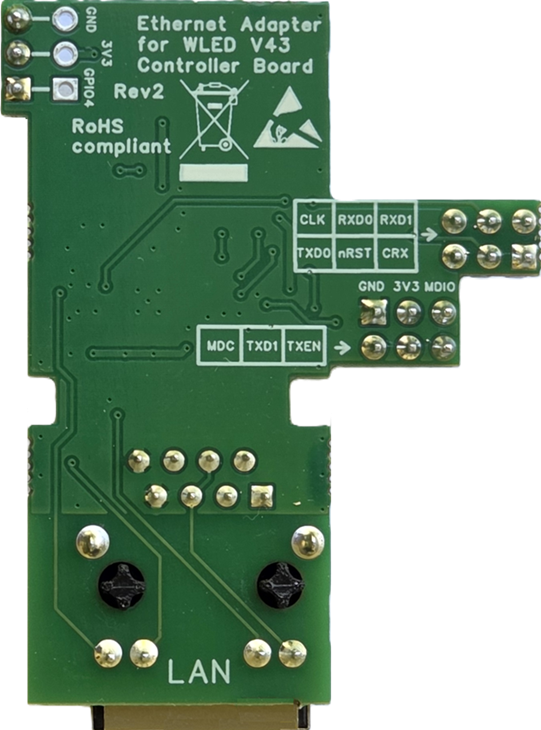 Ethernet Adapter
for WLED V43
Controller Board
GND
3V3
GPIO4
Rev2
RoHS
compliant
CLK RXD0 RXD1
TXD0 nRST CRX
GND 3V3 MDIO
MDC TXD1 TXEN
LAN